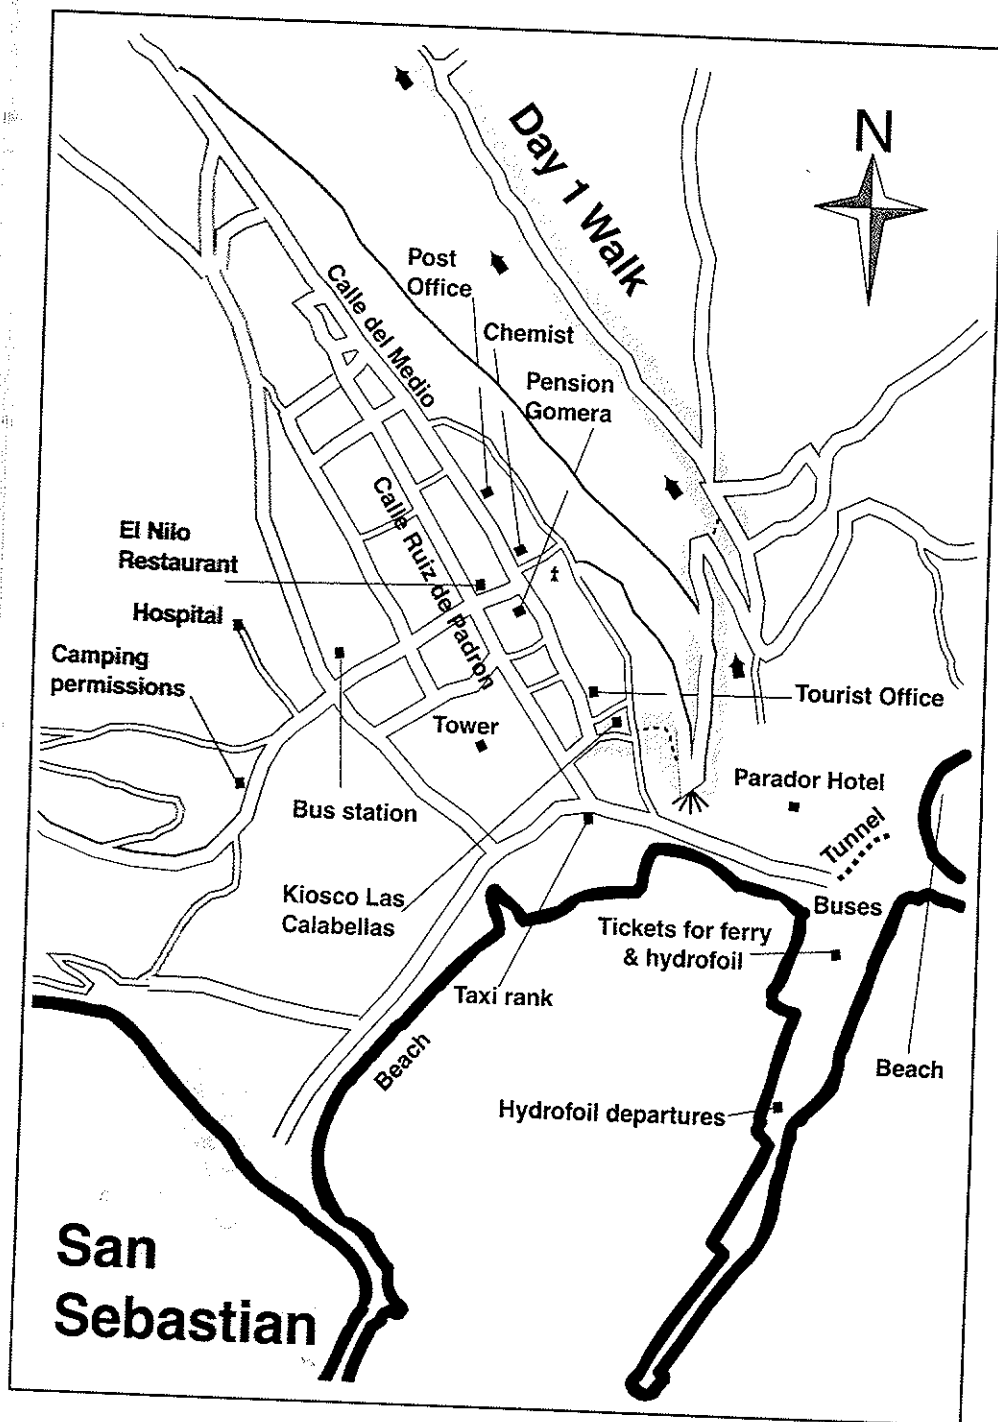 N
Day 1 Walk
Post
Office
Calle del Medio
Chemist
Pension
Gomera
Calle Ruiz de Padron
El Nilo
Restaurant
Hospital
Camping
permissions
Tourist Office
Tower
Parador Hotel
Bus station
Tunnel
Kiosco Las
Calabellas
Buses
Tickets for ferry
& hydrofoil
Taxi rank
Beach
Beach
Hydrofoil departures
San
Sebastian